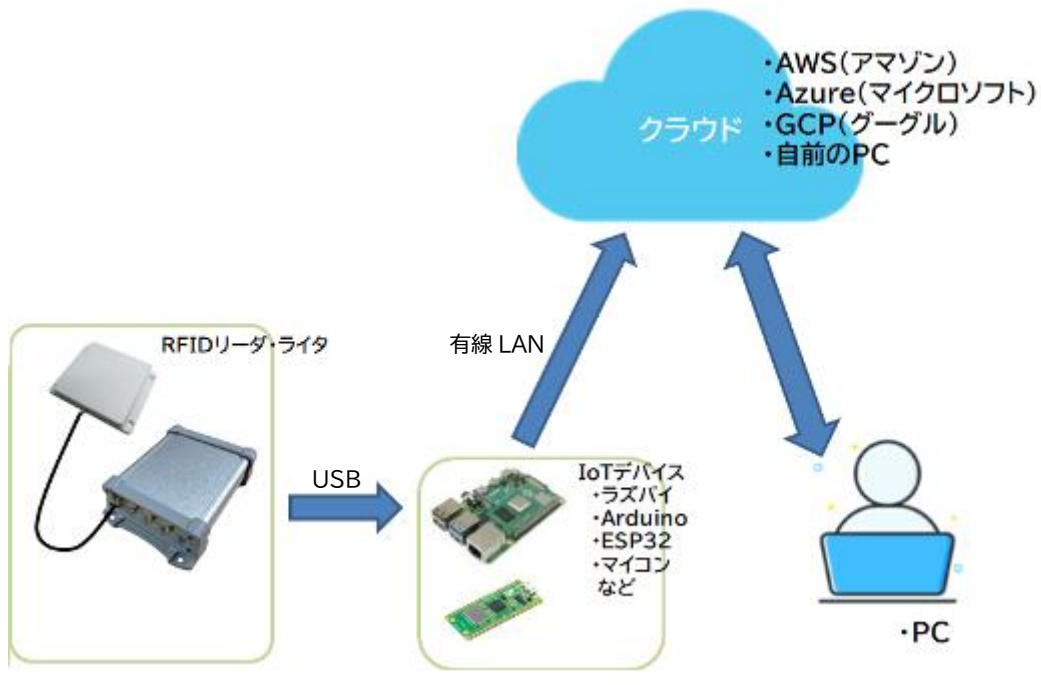 ・AWS(アマゾン)
・Azure(マイクロソフト)
クラウド
・GCP(グーグル)
・自前のPC
RFIDリーダ・ライタ
有線 LAN
USB
IoTデバイス
・ラズパイ
・Arduino
・ESP32
・マイコン
など
・PC